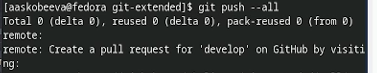 [aaskobeeva@fedora git-extended]$ git push --all
Total 0 (delta 0), reused 0 (delta 0), pack-reused 0 (from 0)
remote:
remote: Create a pull request for 'develop' on GitHub by visiti
ng: